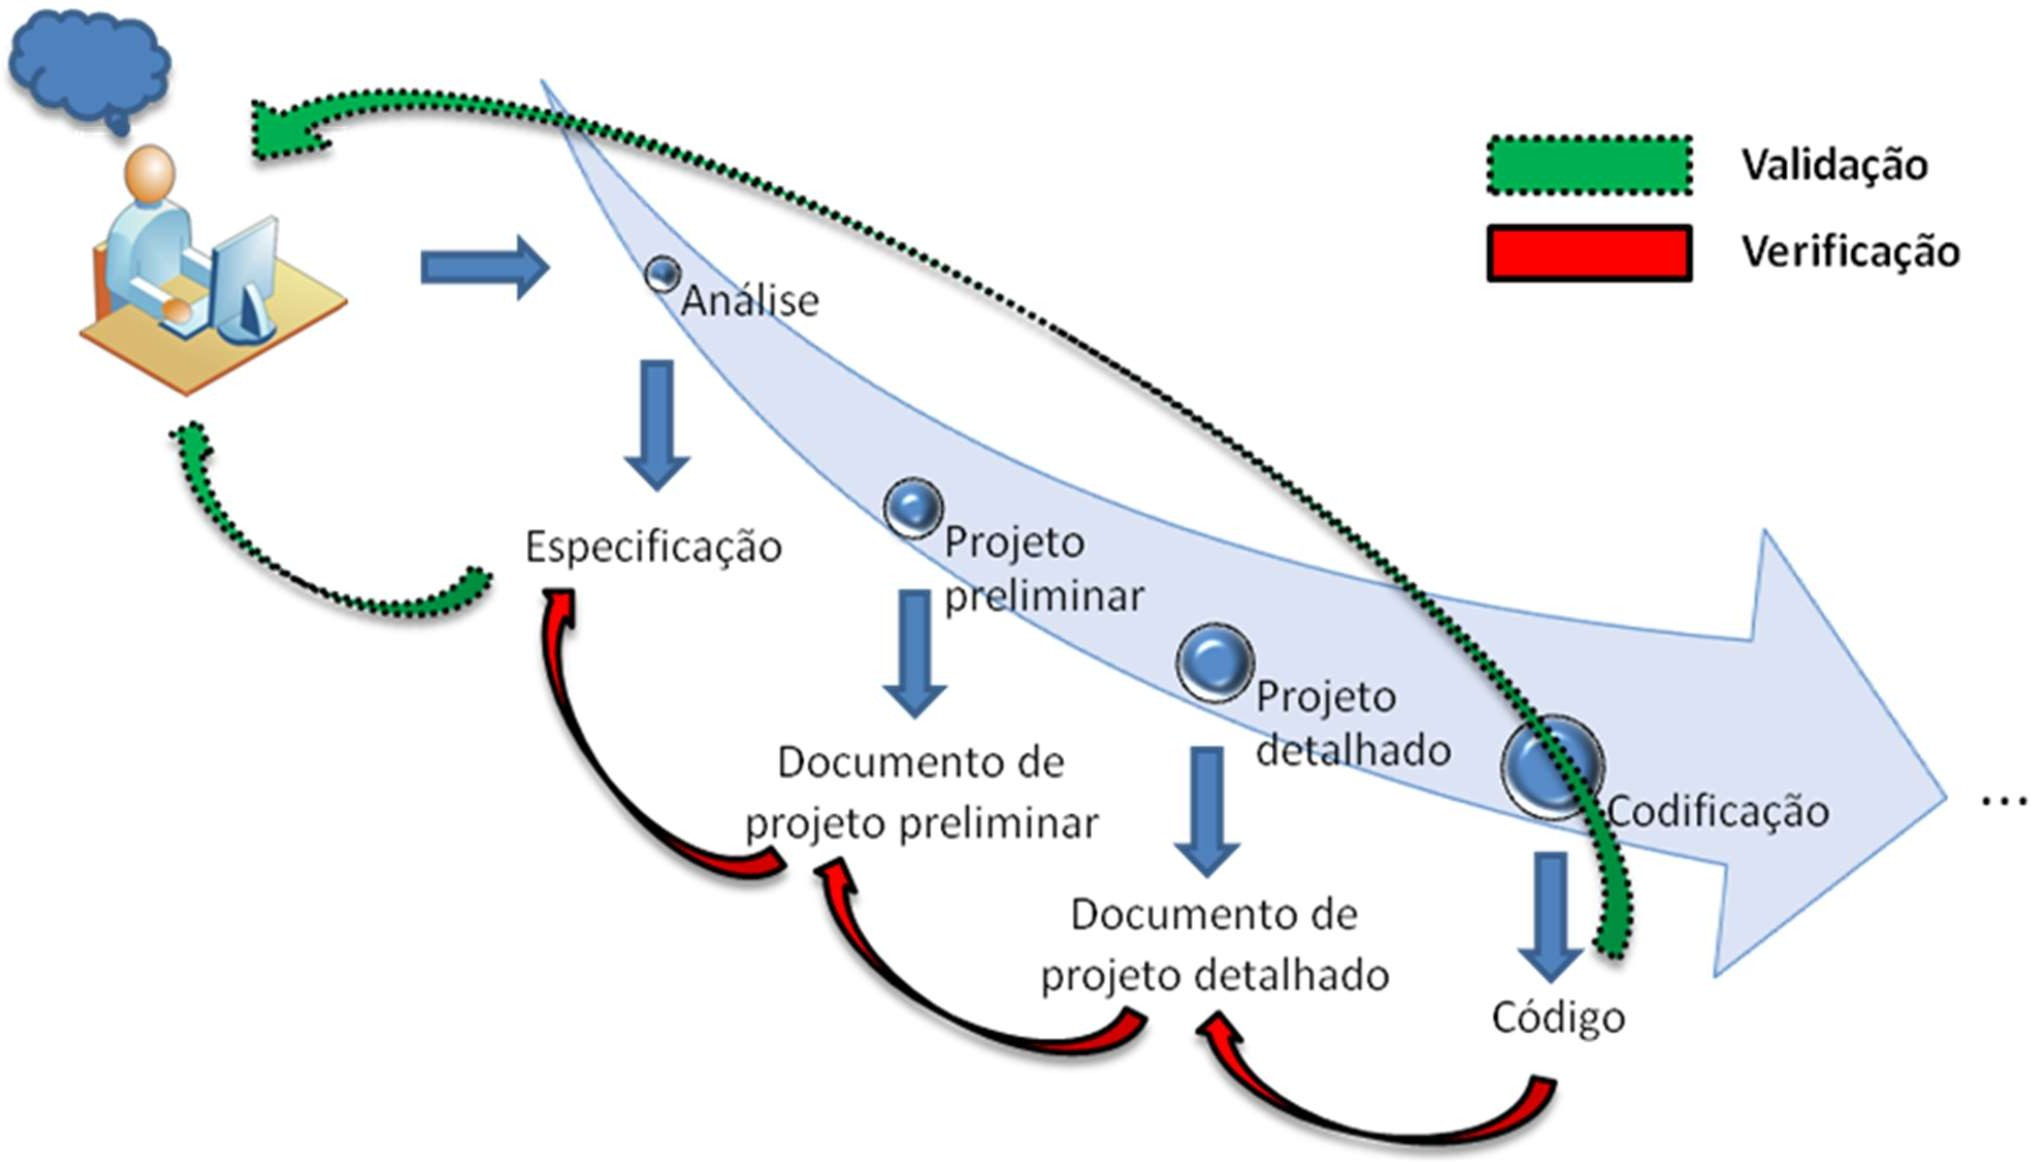 Validação
Verificação
Análise
Especificação
Projeto
preliminar
Documento de
projeto preliminar
Projeto
detalhado
Documento de
projeto detalhado
Codificação
...
Código